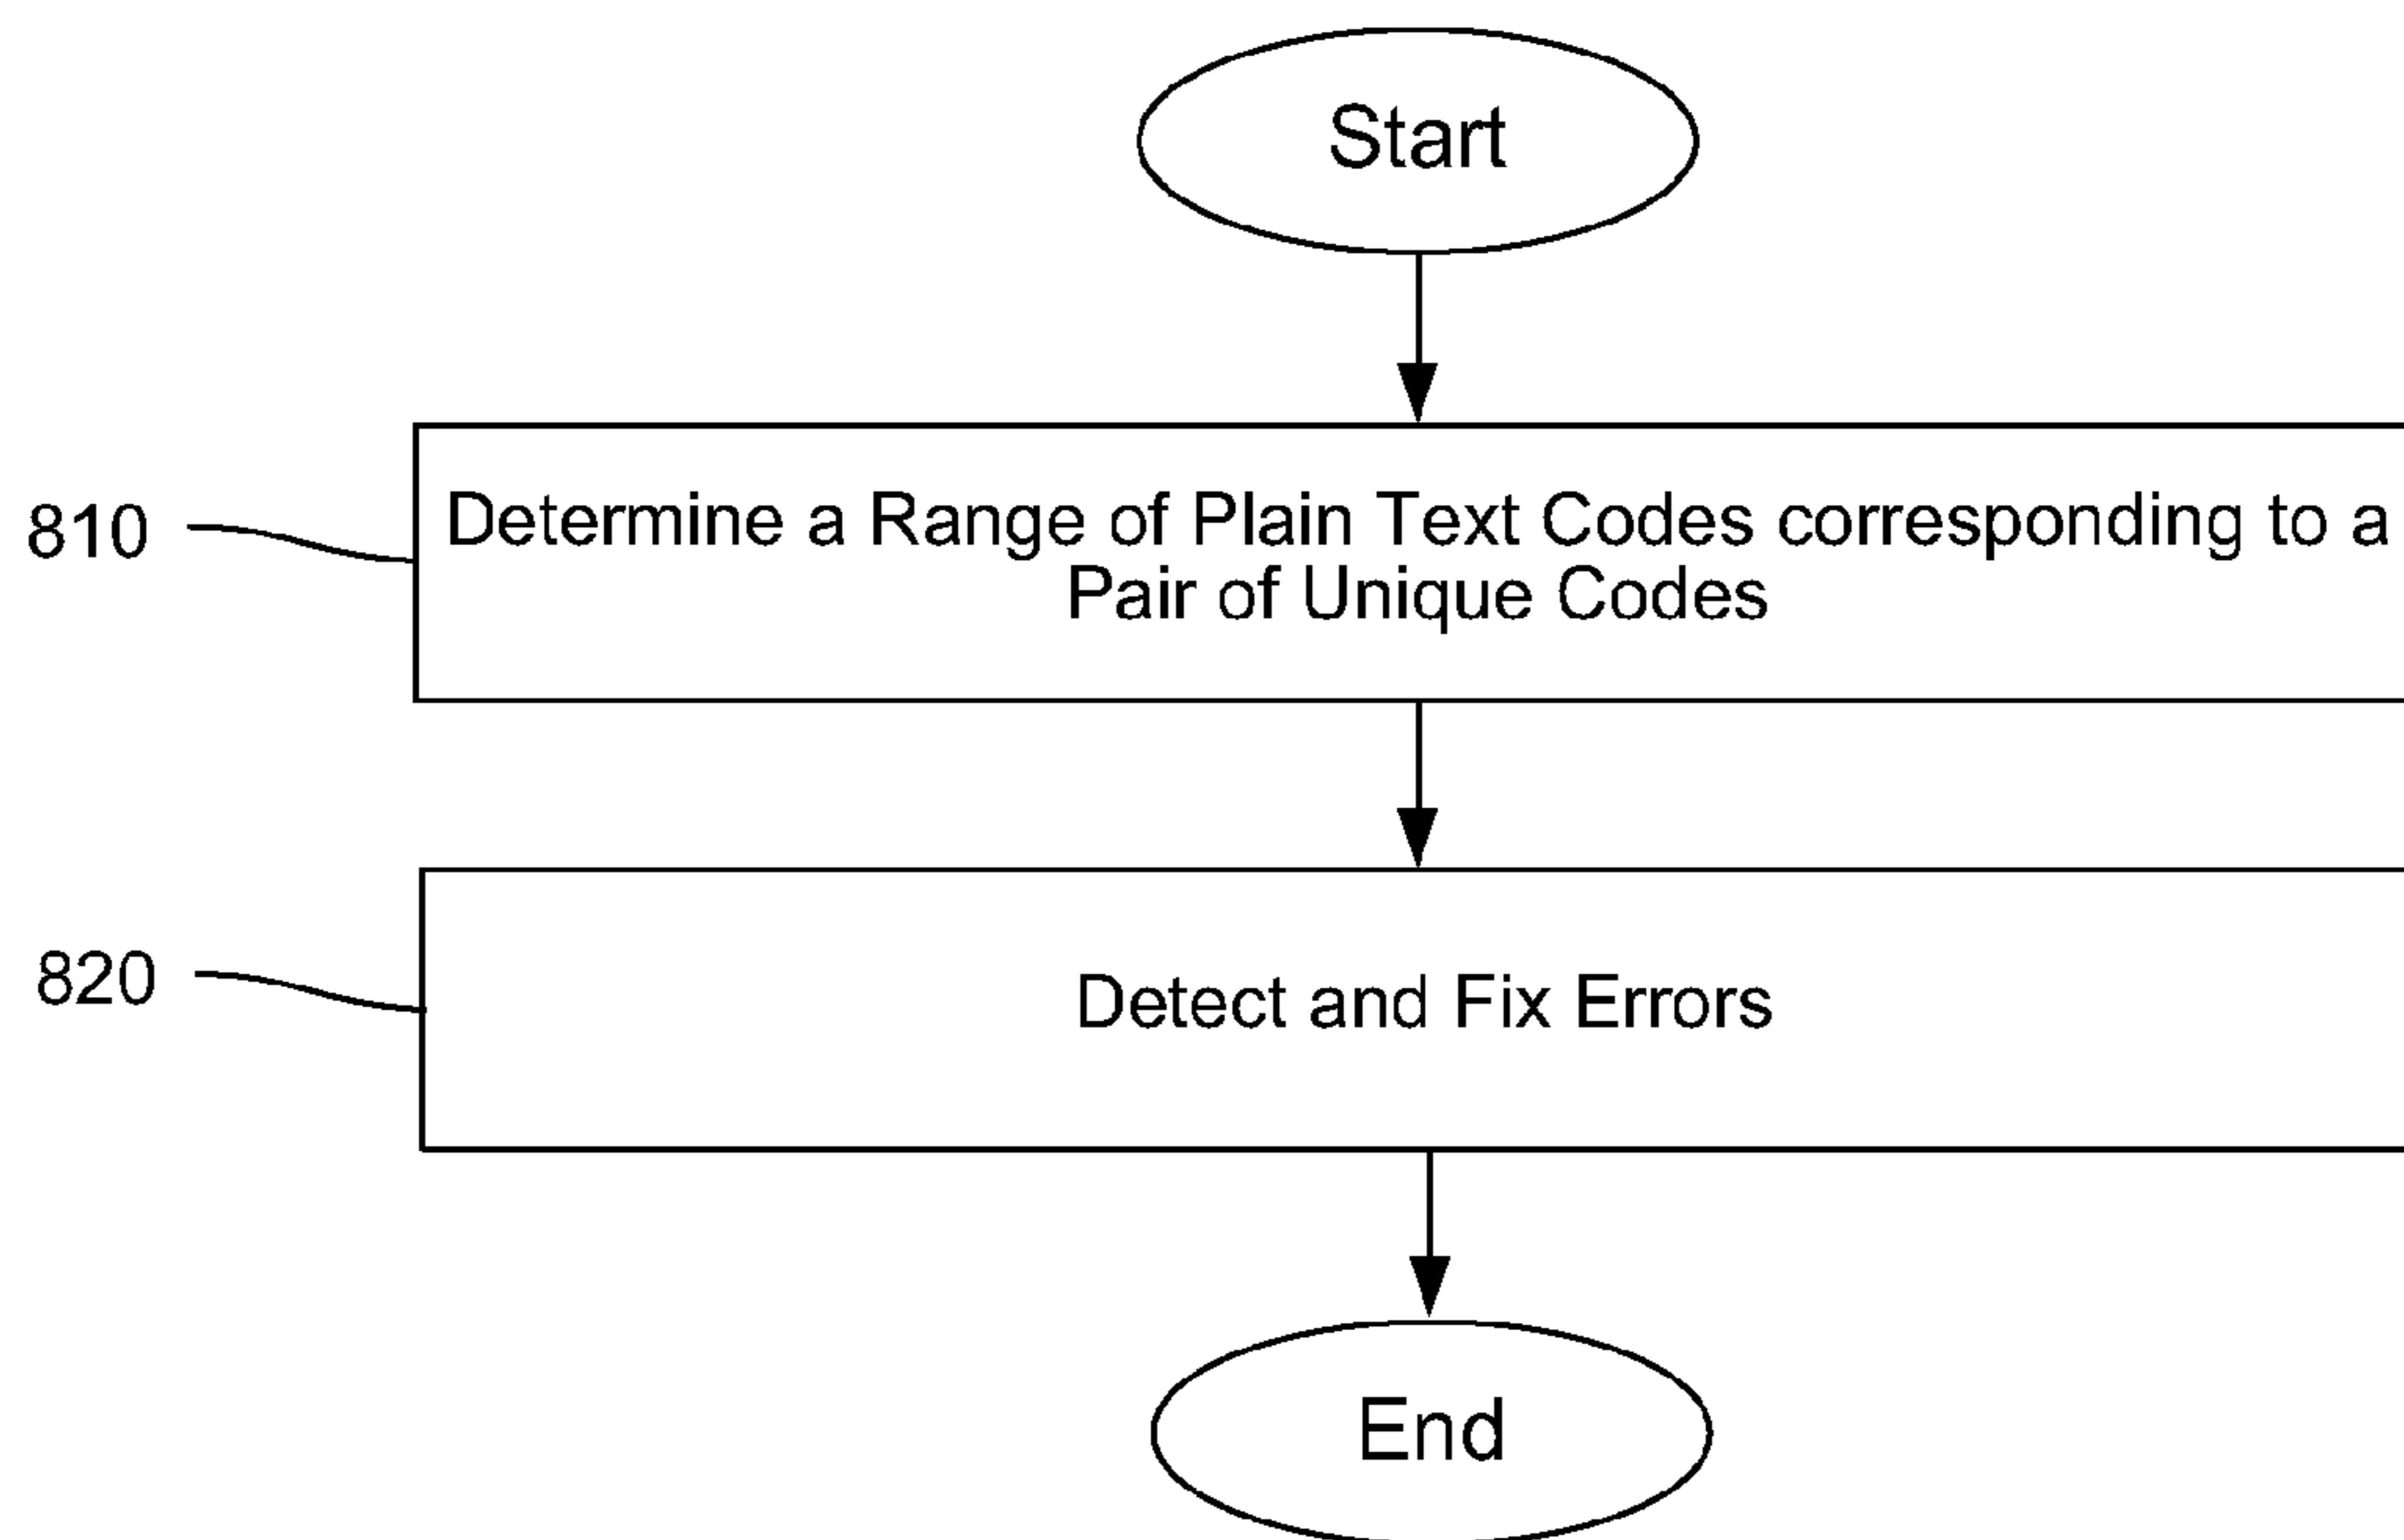 Start
810
Determine a Range of Plain Text Codes corresponding to a
Pair of Unique Codes
820
Detect and Fix Errors
End